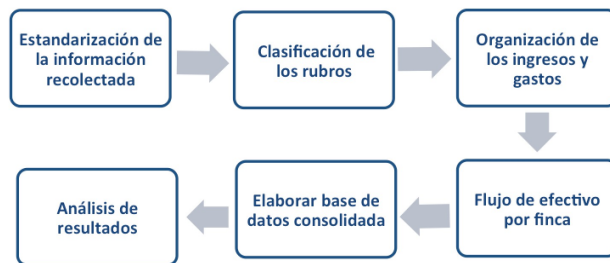 Estandarización de
la información
recolectada
Clasificación de
los rubros
Organización de
los ingresos y
gastos
Flujo de efectivo
por finca
Elaborar base de
datos consolidada
Análisis de
resultados